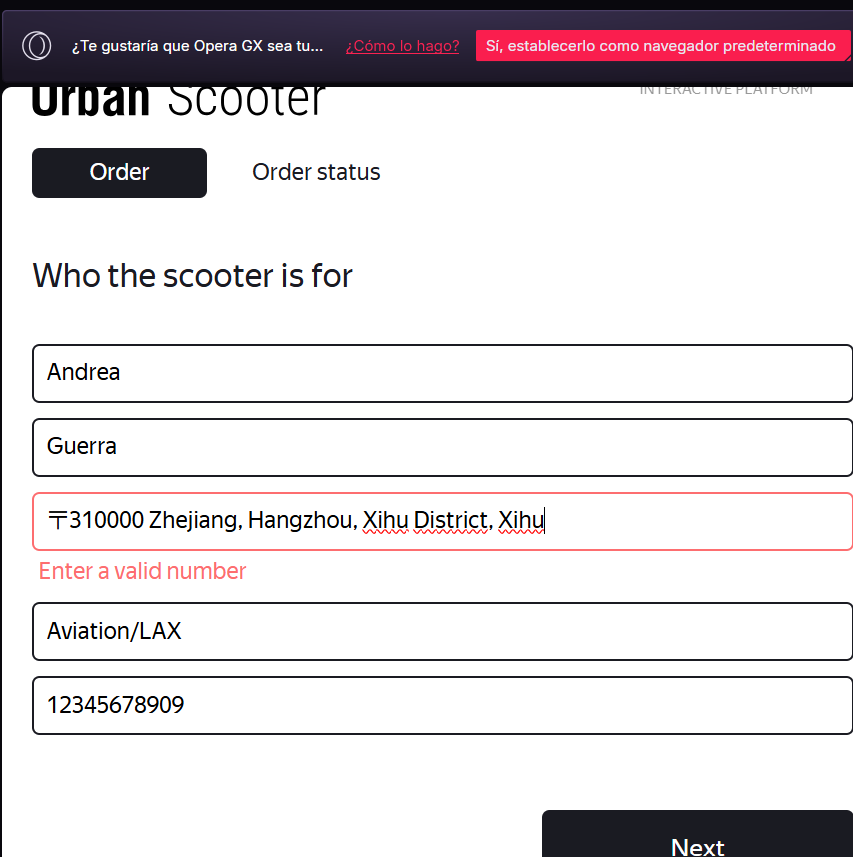 ¿Te gustaría que Opera GX sea tu... ¿Cómo lo hago? Sí, establecerlo como navegador predeterminado
Urban Scooter INTERACTIVE PLATFORM
Order Order status
Who the scooter is for
Andrea
Guerra
〒310000 Zhejiang, Hangzhou, Xihu District, Xihu
Enter a valid number
Aviation/LAX
12345678909
Next